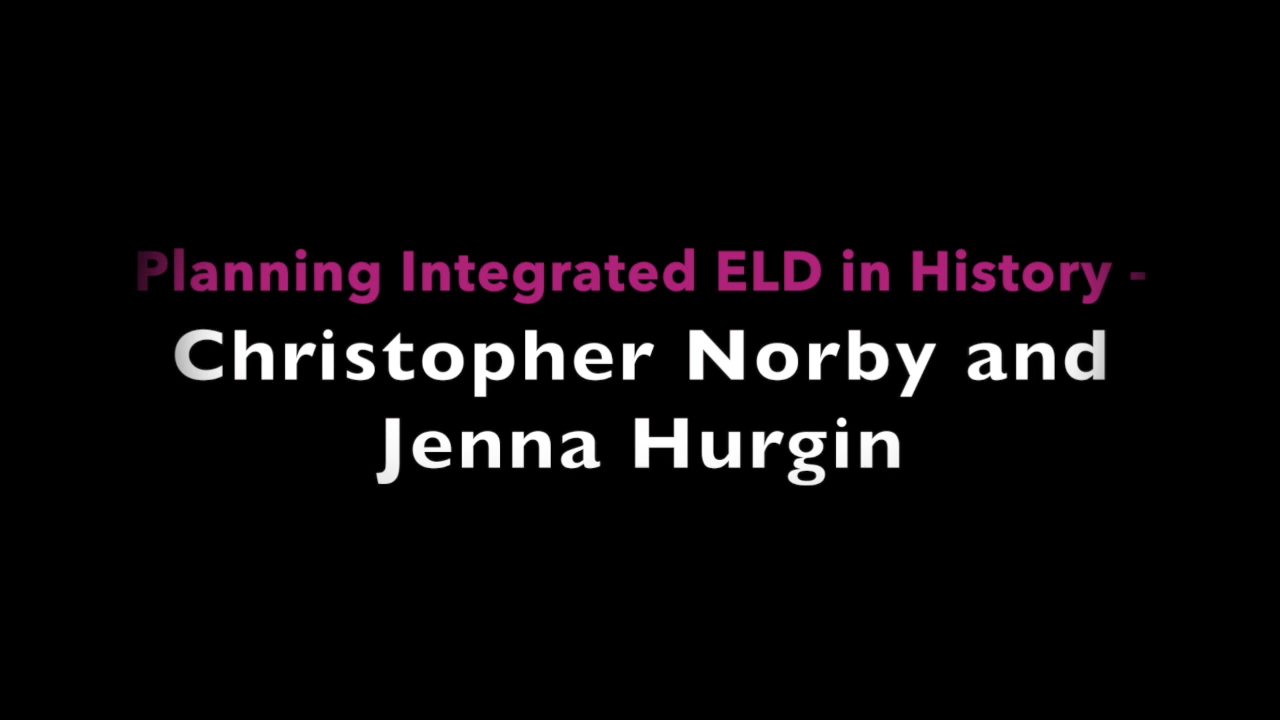 Planning Integrated ELD in History -
Christopher Norby and
Jenna Hurgin